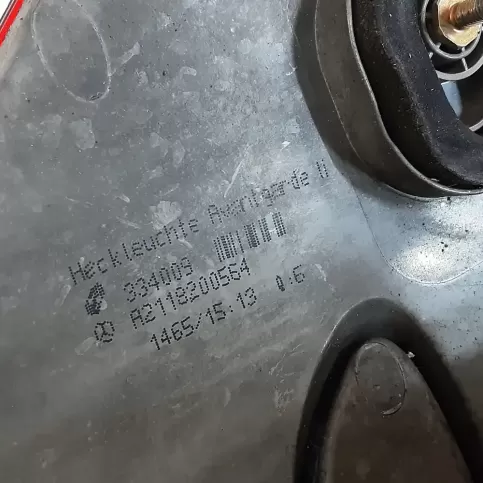 Heckleuchte Avantgarde li
334009
A2118200564
1465/15:13 0:6